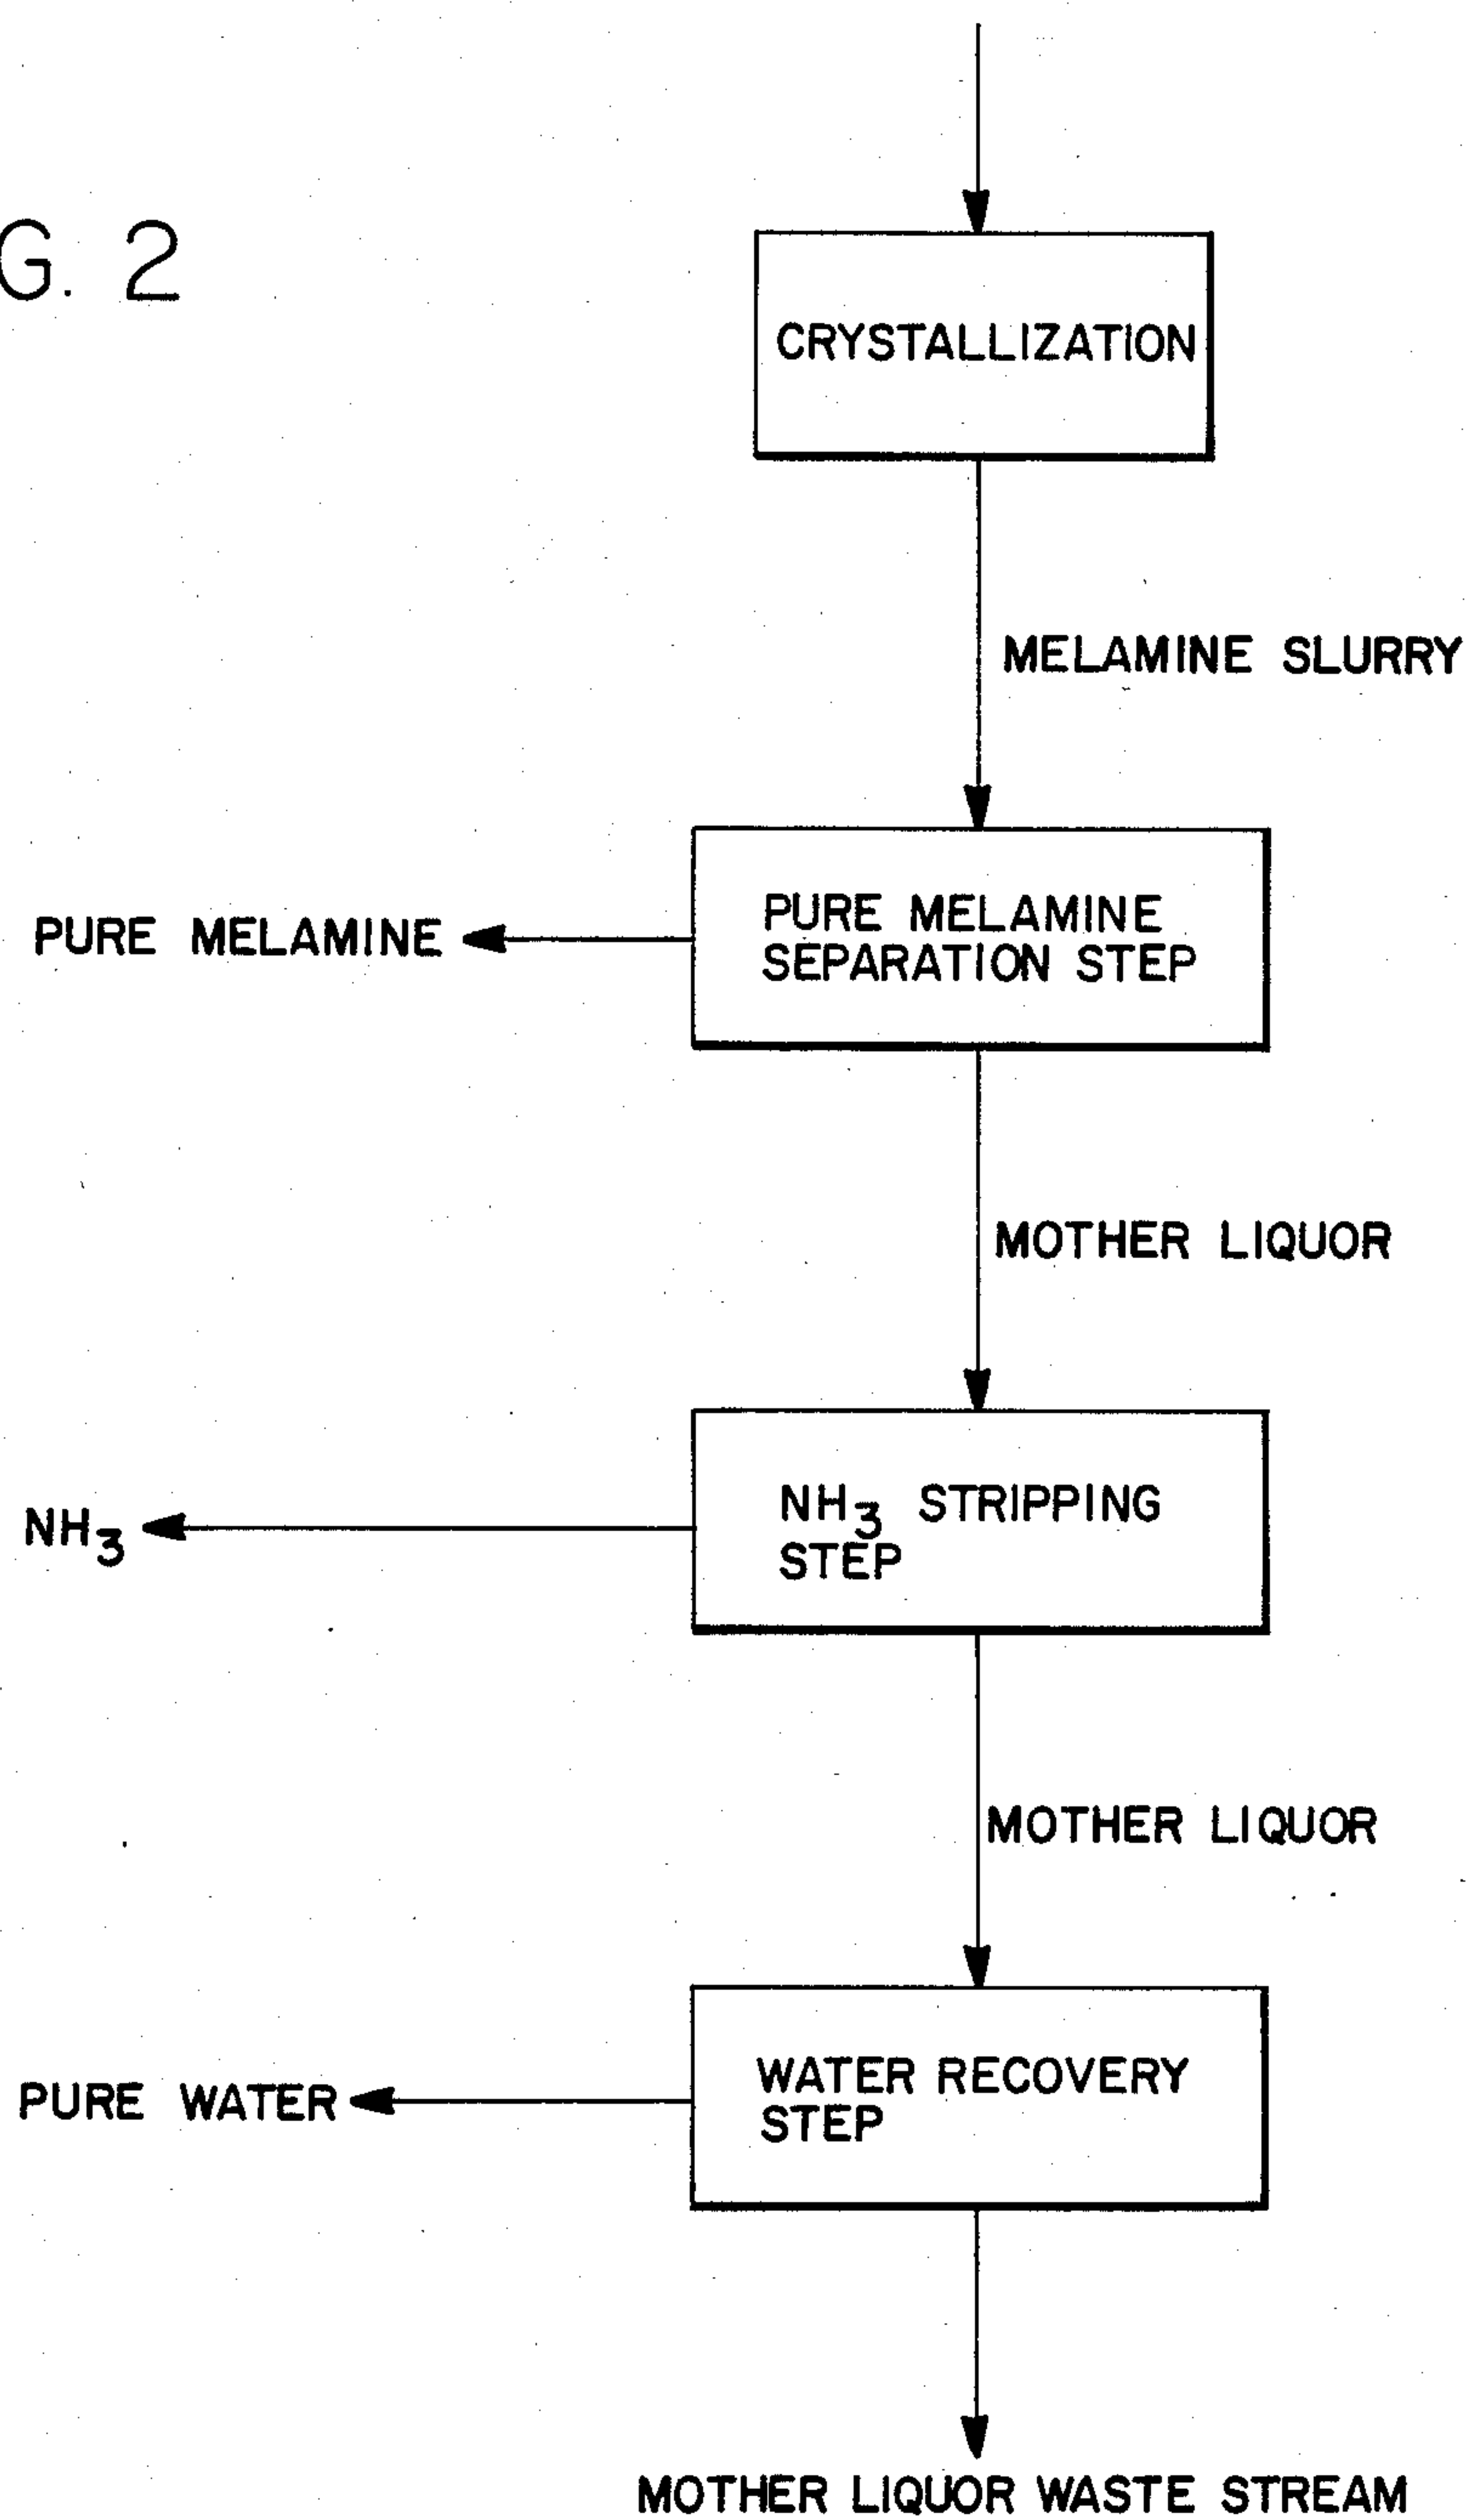 G. 2
CRYSTALLIZATION
MELAMINE SLURRY
PURE MELAMINE
PURE MELAMINE
SEPARATION STEP
MOTHER LIQUOR
NH3
NH3 STRIPPING
STEP
MOTHER LIQUOR
PURE WATER
WATER RECOVERY
STEP
MOTHER LIQUOR WASTE STREAM